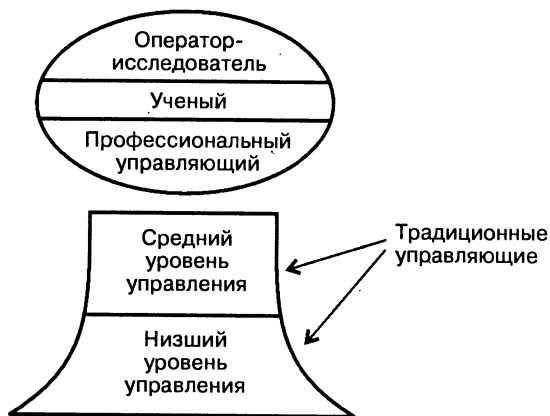 Оператор-
исследователь
Ученый
Профессиональный
управляющий
Средний
уровень
управления
Традиционные
управляющие
Низший
уровень
управления